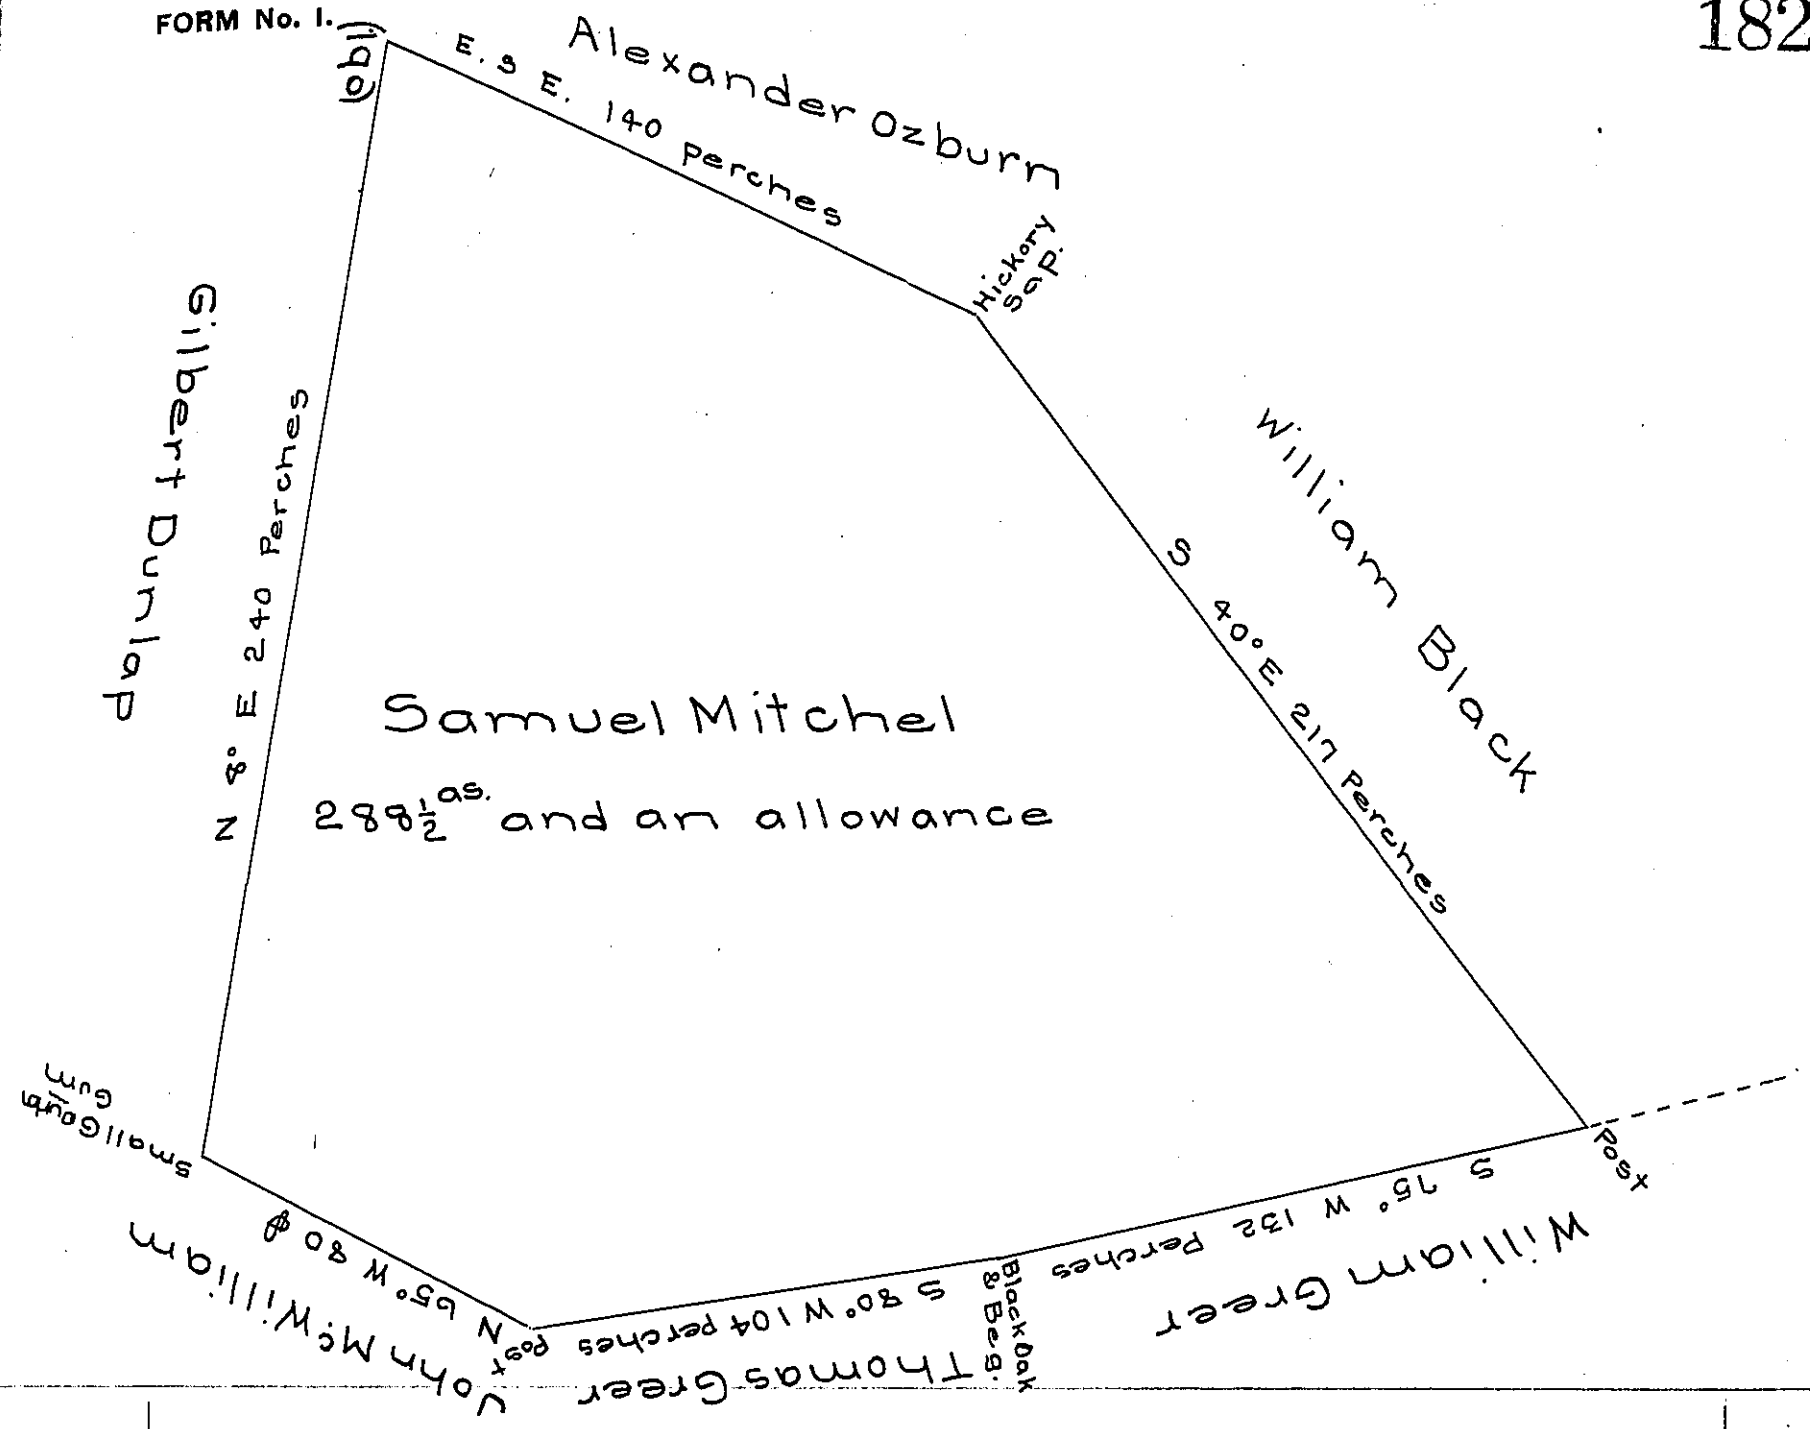 FORM No. 1.
182
(bl) (o)
E. S E. 140 Perches
Alexander Ozburn
Hickory
sap.
William Black
S 40° E 217 Perches
Post
S 75° W 132 Perches
William Greer
Black Oak
& Beg.
S 80° W 104 perches
Thomas Greer
Post
N 65° W 80 p
John McWilliam
Small
Gum
N 8° E 240 Perches
Gilbert Dunlap
Samuel Mitchel
288½ as. and an allowance